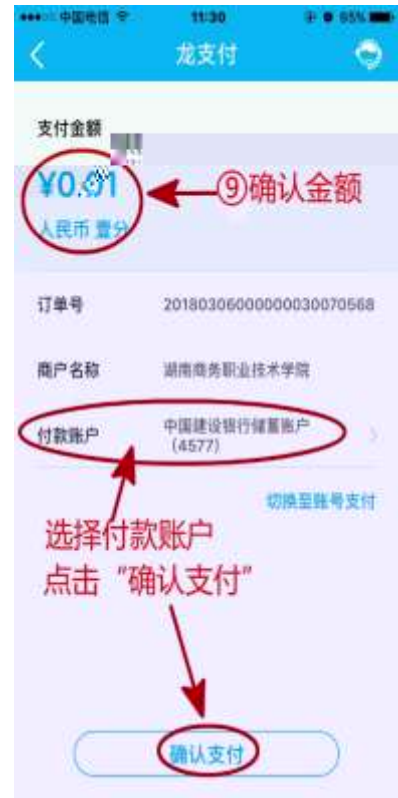 中国电信 11:30 65%
龙支付
支付金额
¥0.01
⑨确认金额
人民币 壹分
订单号 20180306000000030070568
商户名称 湖南商务职业技术学院
付款账户 中国建设银行储蓄账户
(4577)
切换至账号支付
选择付款账户
点击“确认支付”
确认支付